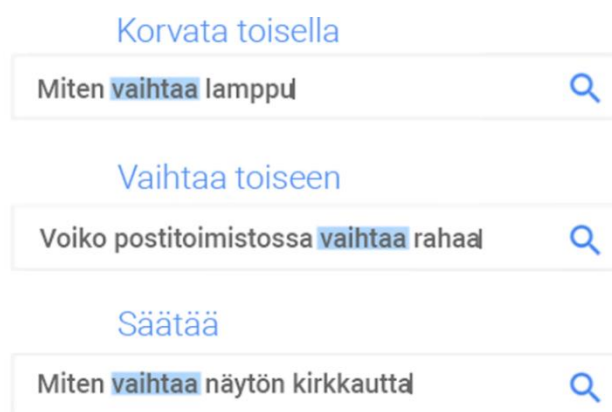 Korvata toisella
Miten vaihtaa lamppu
Vaihtaa toiseen
Voiko postitoimistossa vaihtaa rahaa
Säätää
Miten vaihtaa näytön kirkkautta